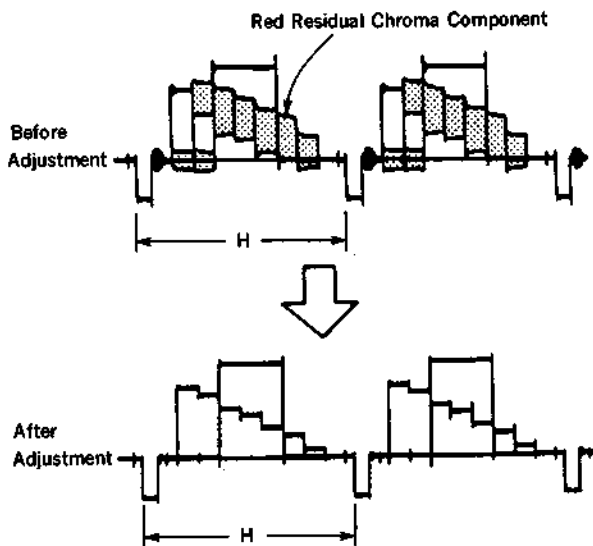 Red Residual Chroma Component
Before
Adjustment
H
After
Adjustment
H